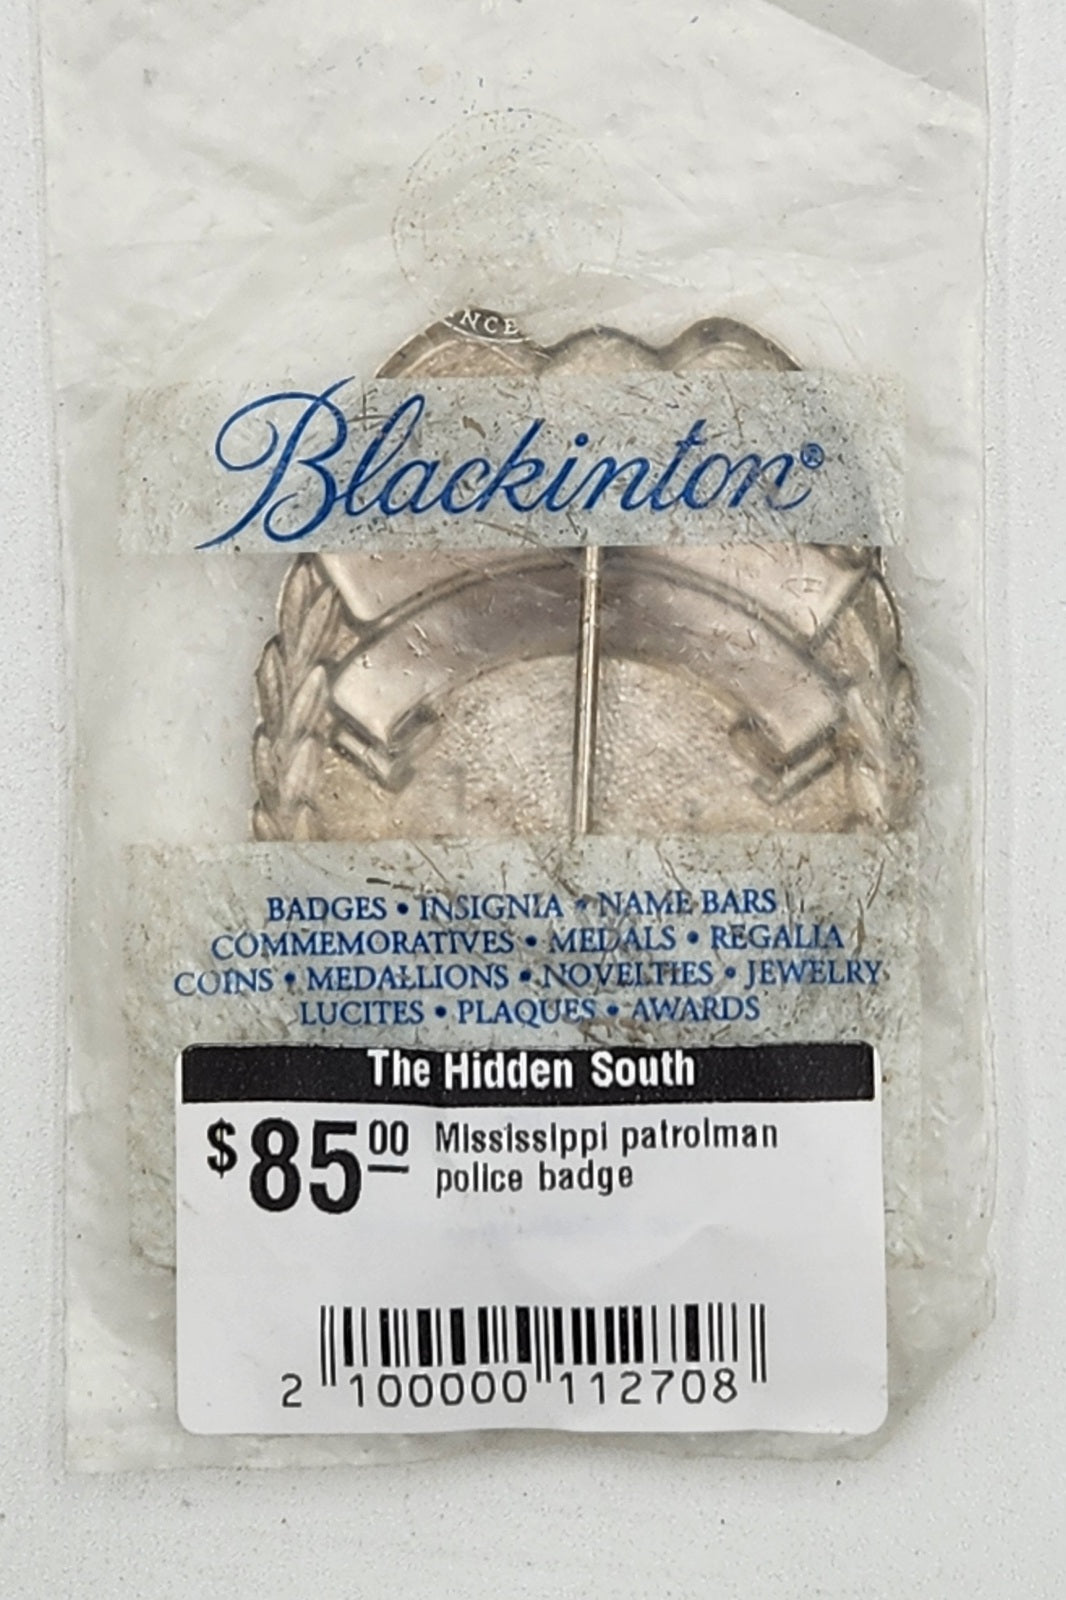 NCE
Blackinton®
BADGES • INSIGNIA • NAME BARS
COMMEMORATIVES • MEDALS • REGALIA
COINS • MEDALLIONS • NOVELTIES • JEWELRY
LUCITES • PLAQUES • AWARDS
The Hidden South
$85.00 Mississippi patrolman
police badge
2 100000 112708